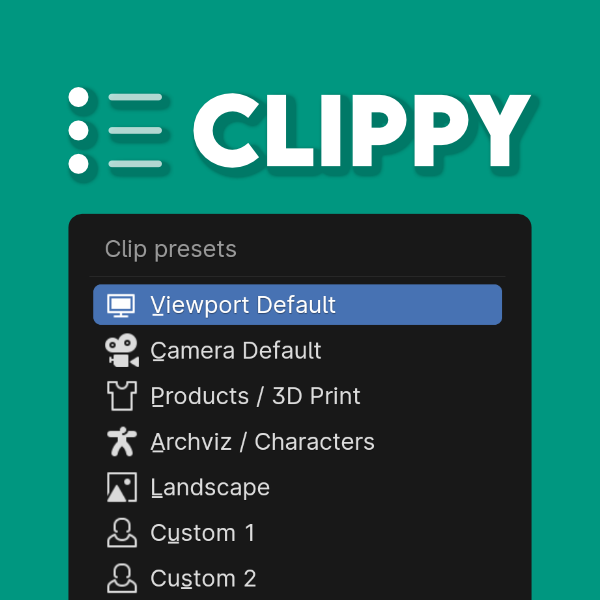 CLIPPY
Clip presets
Viewport Default
Camera Default
Products / 3D Print
Archviz / Characters
Landscape
Custom 1
Custom 2